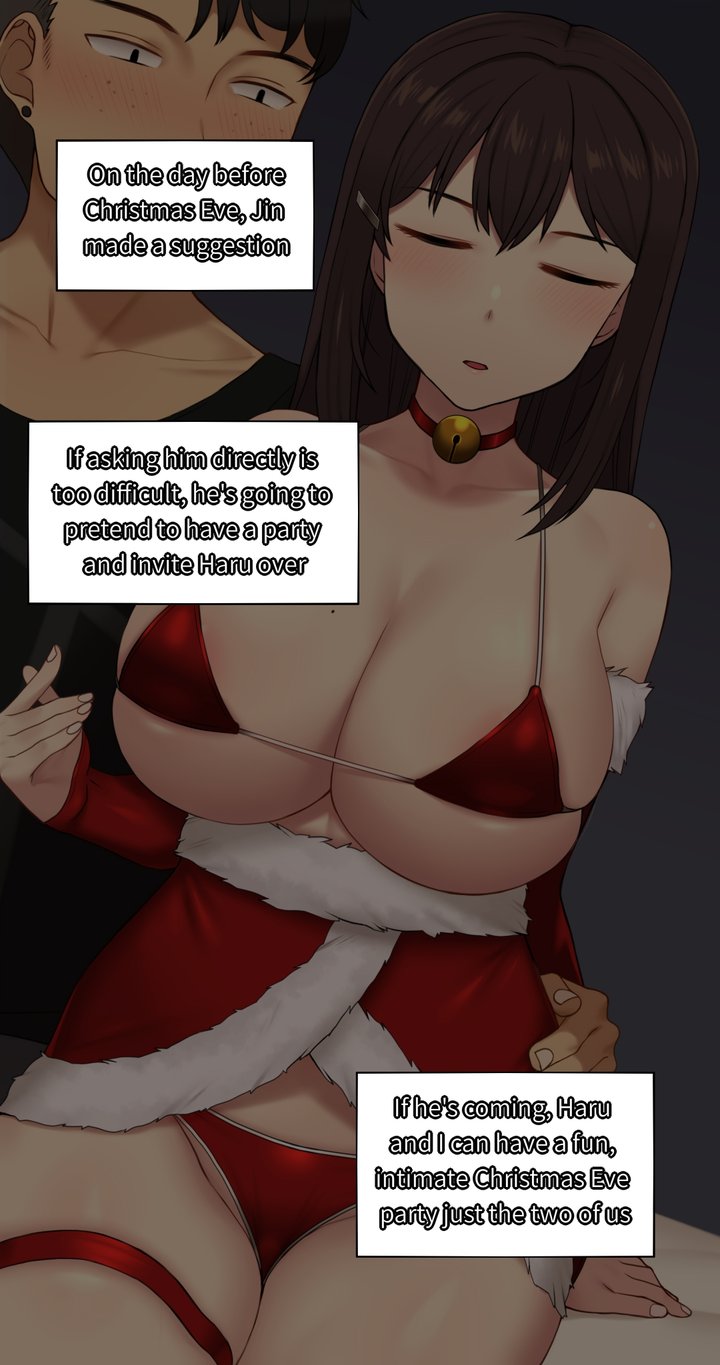 On the day before
Christmas Eve, Jin
made a suggestion
If asking him directly is
too difficult, he's going to
pretend to have a party
and invite Haru over
If he's coming, Haru
and I can have a fun,
intimate Christmas Eve
party just the two of us